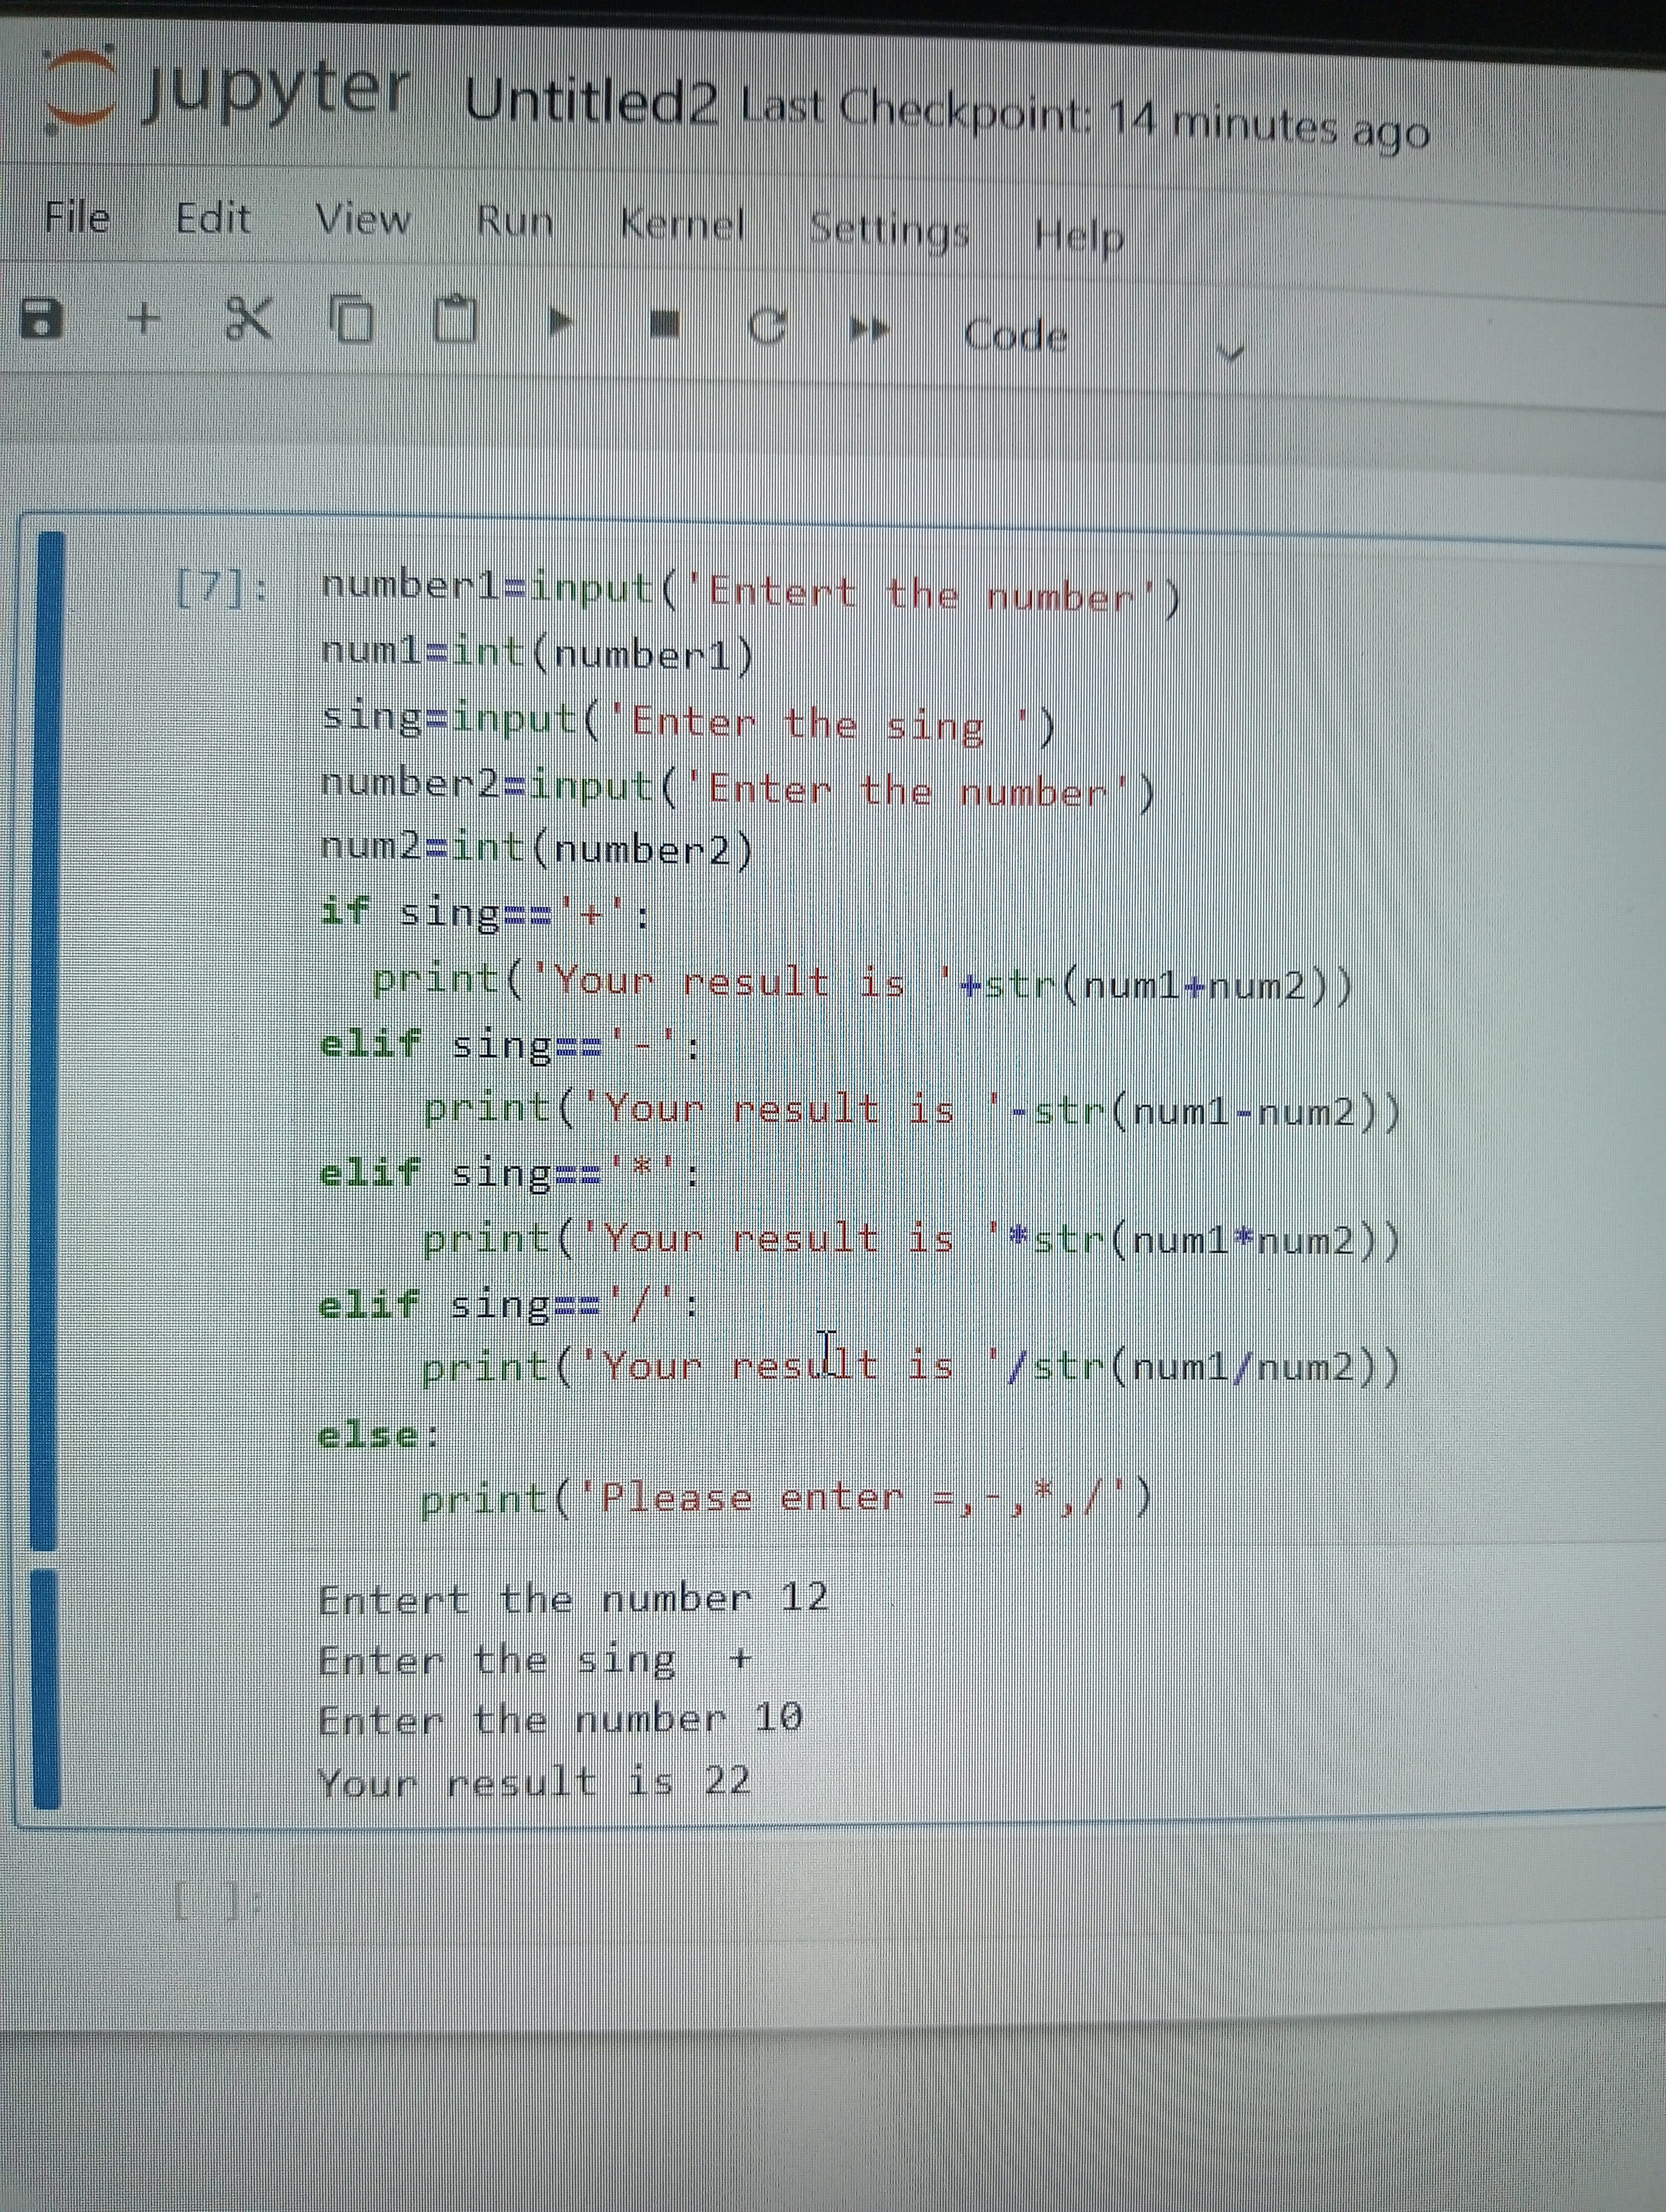 jupyter Untitled2 Last Checkpoint: 14 minutes ago
File Edit View Run Kernel Settings Help
Code
[7]: number1=input('Entert the number')
num1=int(number1)
sing=input('Enter the sing ')
number2=input('Enter the number')
num2=int(number2)
if sing=='+':
  print('Your result is '+str(num1+num2))
elif sing=='-':
    print('Your result is '-str(num1-num2))
elif sing=='*':
    print('Your result is '*str(num1*num2))
elif sing=='/':
    print('Your result is '/str(num1/num2))
else:
    print('Please enter =,-,*,/')
Entert the number 12
Enter the sing  +
Enter the number 10
Your result is 22
[ ]: